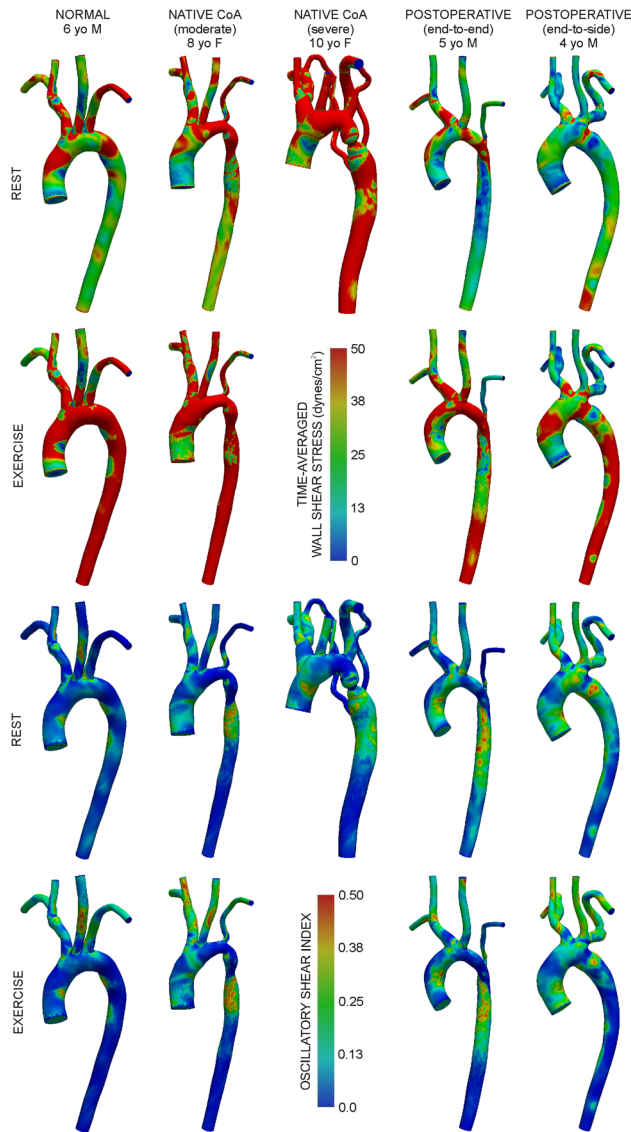 NORMAL
6 yo M
NATIVE CoA
(moderate)
8 yo F
NATIVE CoA
(severe)
10 yo F
POSTOPERATIVE
(end-to-end)
5 yo M
POSTOPERATIVE
(end-to-side)
4 yo M
REST
EXERCISE
TIME-AVERAGED
WALL SHEAR STRESS (dynes/cm²)
50
38
25
13
0
REST
EXERCISE
OSCILLATORY SHEAR INDEX
0.50
0.38
0.25
0.13
0.0